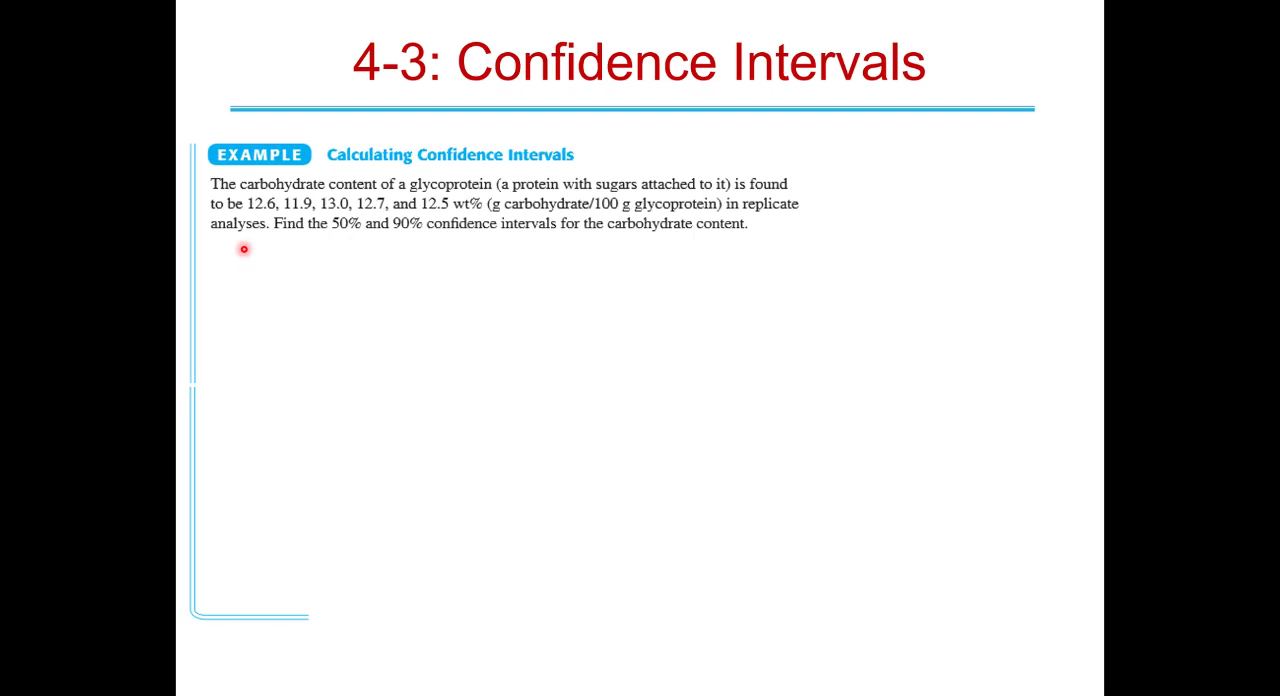 4-3: Confidence Intervals
EXAMPLE Calculating Confidence Intervals
The carbohydrate content of a glycoprotein (a protein with sugars attached to it) is found
to be 12.6, 11.9, 13.0, 12.7, and 12.5 wt% (g carbohydrate/100 g glycoprotein) in replicate
analyses. Find the 50% and 90% confidence intervals for the carbohydrate content.